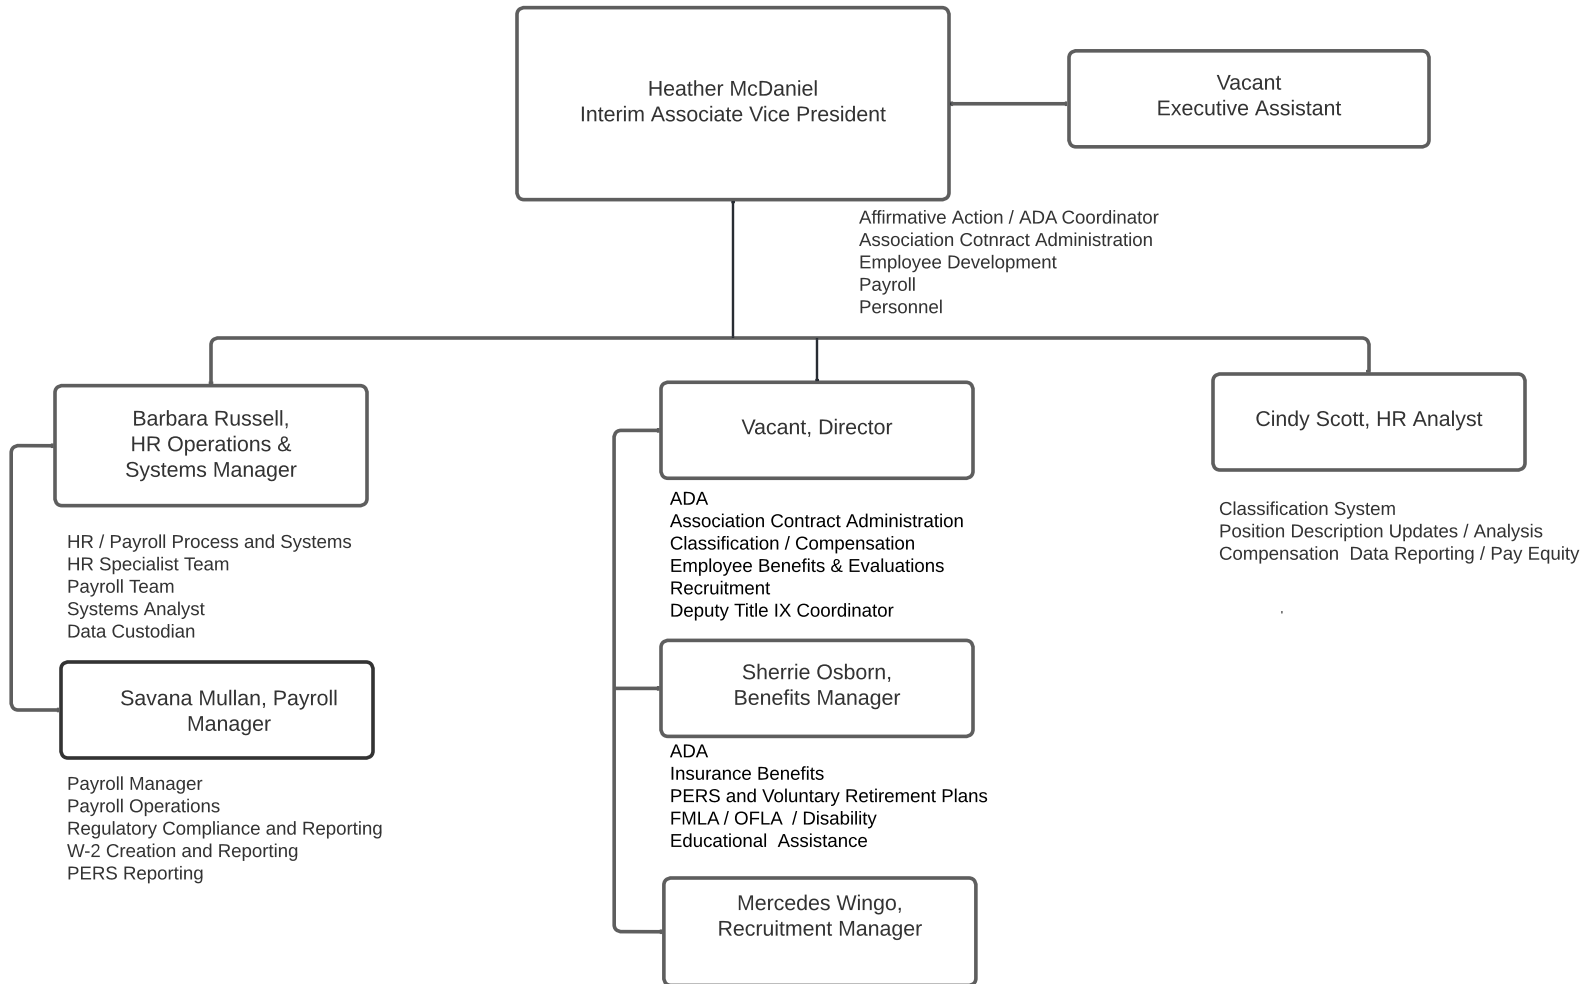 Heather McDaniel
Interim Associate Vice President
Vacant
Executive Assistant
Affirmative Action / ADA Coordinator
Association Cotnract Administration
Employee Development
Payroll
Personnel
Barbara Russell,
HR Operations &
Systems Manager
HR / Payroll Process and Systems
HR Specialist Team
Payroll Team
Systems Analyst
Data Custodian
Savana Mullan, Payroll
Manager
Payroll Manager
Payroll Operations
Regulatory Compliance and Reporting
W-2 Creation and Reporting
PERS Reporting
Vacant, Director
ADA
Association Contract Administration
Classification / Compensation
Employee Benefits & Evaluations
Recruitment
Deputy Title IX Coordinator
Sherrie Osborn,
Benefits Manager
ADA
Insurance Benefits
PERS and Voluntary Retirement Plans
FMLA / OFLA  / Disability
Educational  Assistance
Mercedes Wingo,
Recruitment Manager
Cindy Scott, HR Analyst
Classification System
Position Description Updates / Analysis
Compensation  Data Reporting / Pay Equity
.